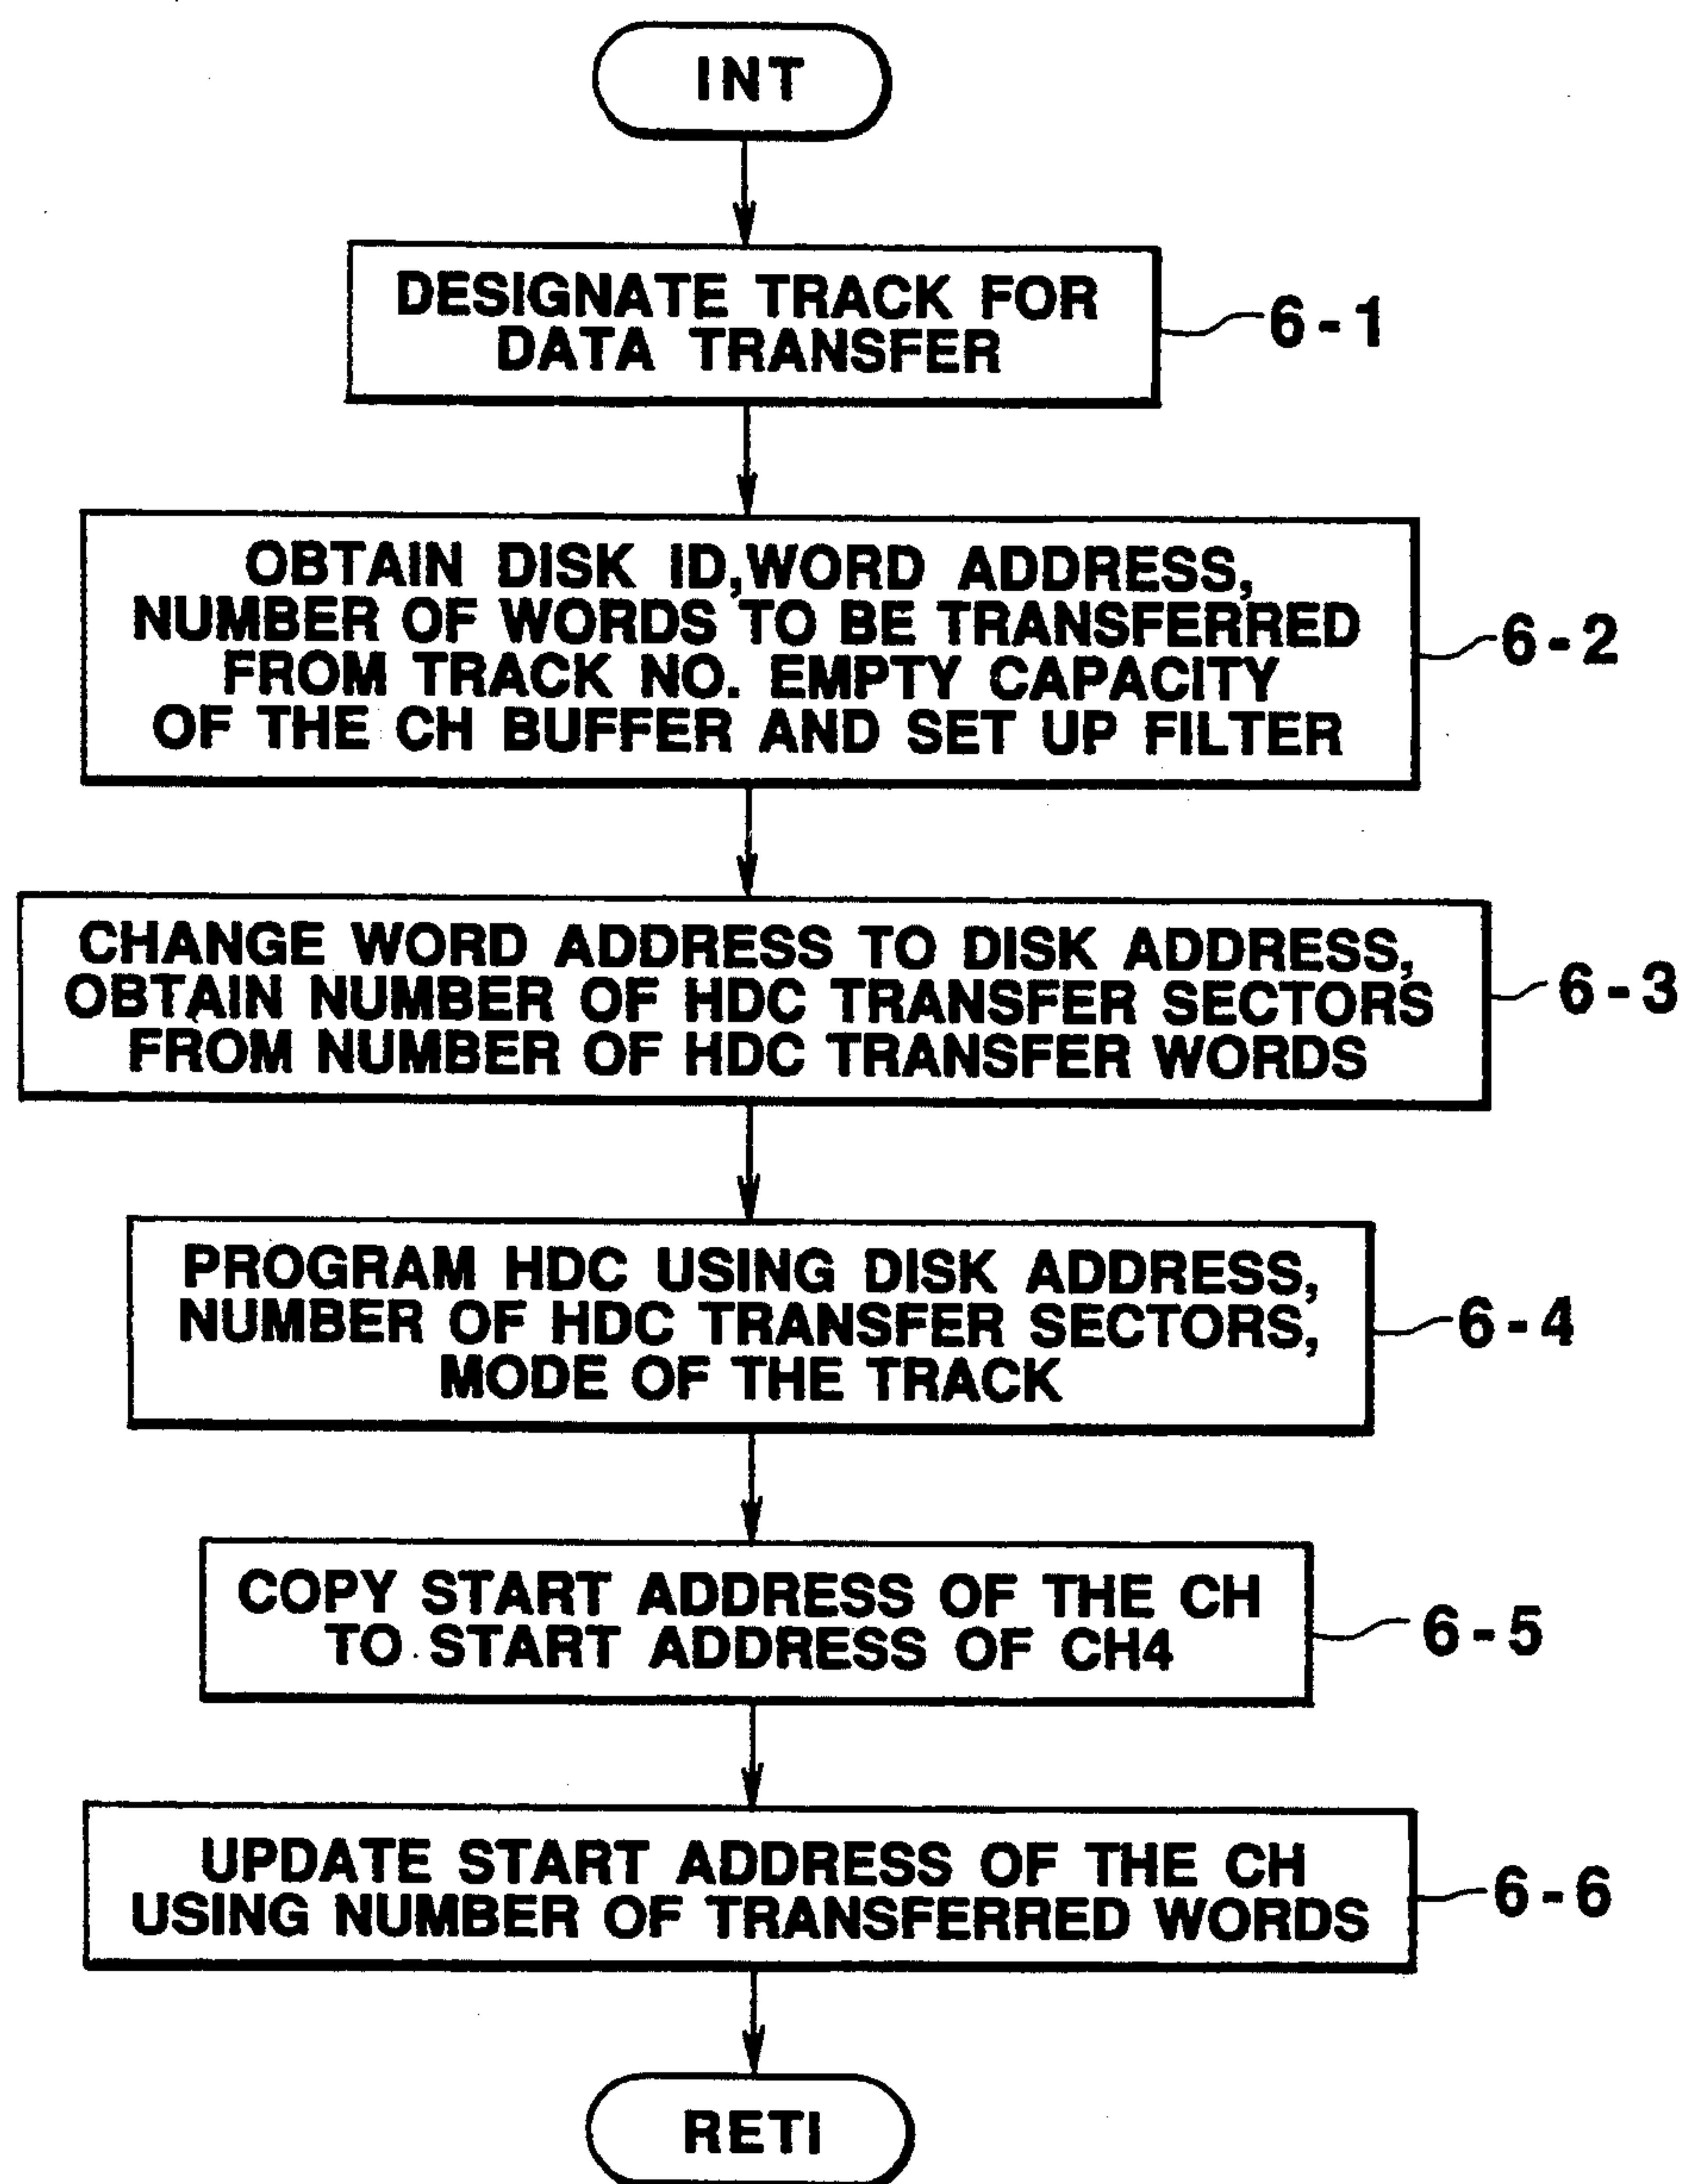 INT
DESIGNATE TRACK FOR
DATA TRANSFER
6-1
OBTAIN DISK ID,WORD ADDRESS,
NUMBER OF WORDS TO BE TRANSFERRED
FROM TRACK NO. EMPTY CAPACITY
OF THE CH BUFFER AND SET UP FILTER
6-2
CHANGE WORD ADDRESS TO DISK ADDRESS,
OBTAIN NUMBER OF HDC TRANSFER SECTORS
FROM NUMBER OF HDC TRANSFER WORDS
6-3
PROGRAM HDC USING DISK ADDRESS,
NUMBER OF HDC TRANSFER SECTORS,
MODE OF THE TRACK
6-4
COPY START ADDRESS OF THE CH
TO START ADDRESS OF CH4
6-5
UPDATE START ADDRESS OF THE CH
USING NUMBER OF TRANSFERRED WORDS
6-6
RETI